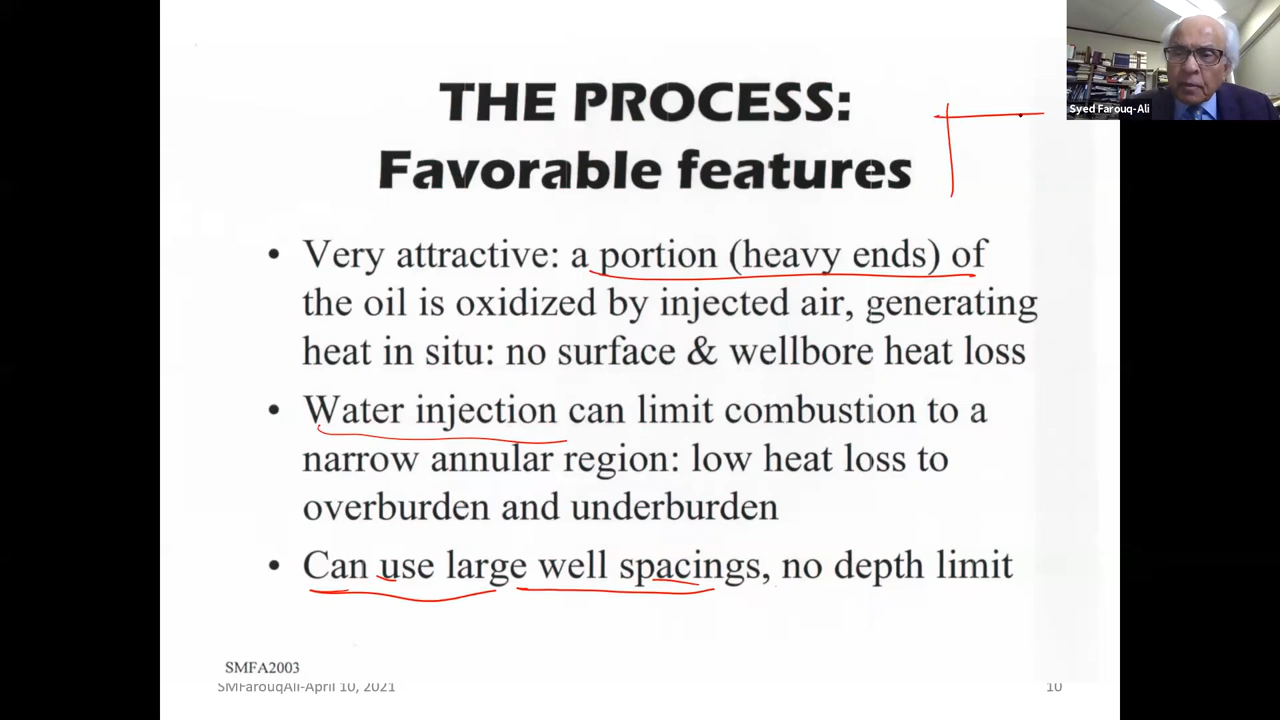 THE PROCESS:
Favorable features
• Very attractive: a portion (heavy ends) of
the oil is oxidized by injected air, generating
heat in situ: no surface & wellbore heat loss
• Water injection can limit combustion to a
narrow annular region: low heat loss to
overburden and underburden
• Can use large well spacings, no depth limit
SMFA2003
SMFarouqAli-April 10, 2021
10
Syed Farouq-Ali